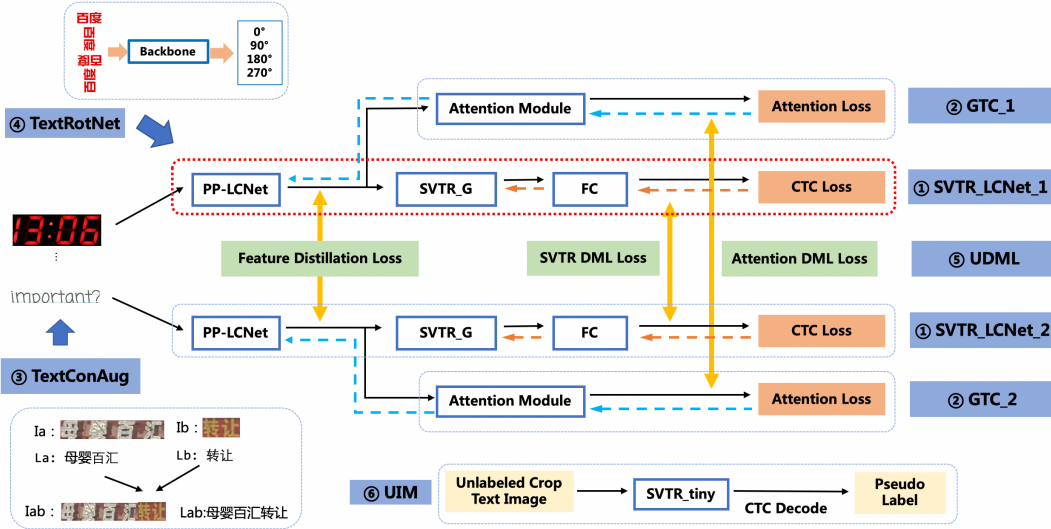 百度
百度
百度
百度
Backbone
0°
90°
180°
270°
④ TextRotNet
Attention Module
Attention Loss
② GTC_1
PP-LCNet
SVTR_G
FC
CTC Loss
① SVTR_LCNet_1
13:06
...
Feature Distillation Loss
SVTR DML Loss
Attention DML Loss
⑤ UDML
important?
PP-LCNet
SVTR_G
FC
CTC Loss
① SVTR_LCNet_2
③ TextConAug
Attention Module
Attention Loss
② GTC_2
Ia : 母婴百汇
Ib : 转让
La: 母婴百汇
Lb: 转让
Iab : 母婴百汇转让
Lab:母婴百汇转让
⑥ UIM
Unlabeled Crop
Text Image
SVTR_tiny
CTC Decode
Pseudo
Label